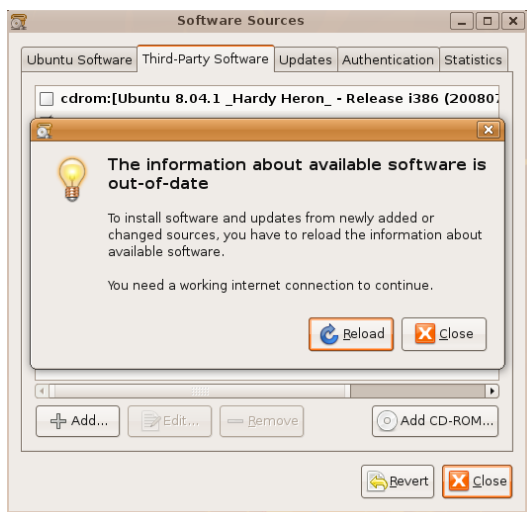 Software Sources
Ubuntu Software Third-Party Software Updates Authentication Statistics
cdrom:[Ubuntu 8.04.1 _Hardy Heron_ - Release i386 (20080
The information about available software is
out-of-date
To install software and updates from newly added or
changed sources, you have to reload the information about
available software.
You need a working internet connection to continue.
Reload Close
Add... Edit... Remove Add CD-ROM...
Revert Close